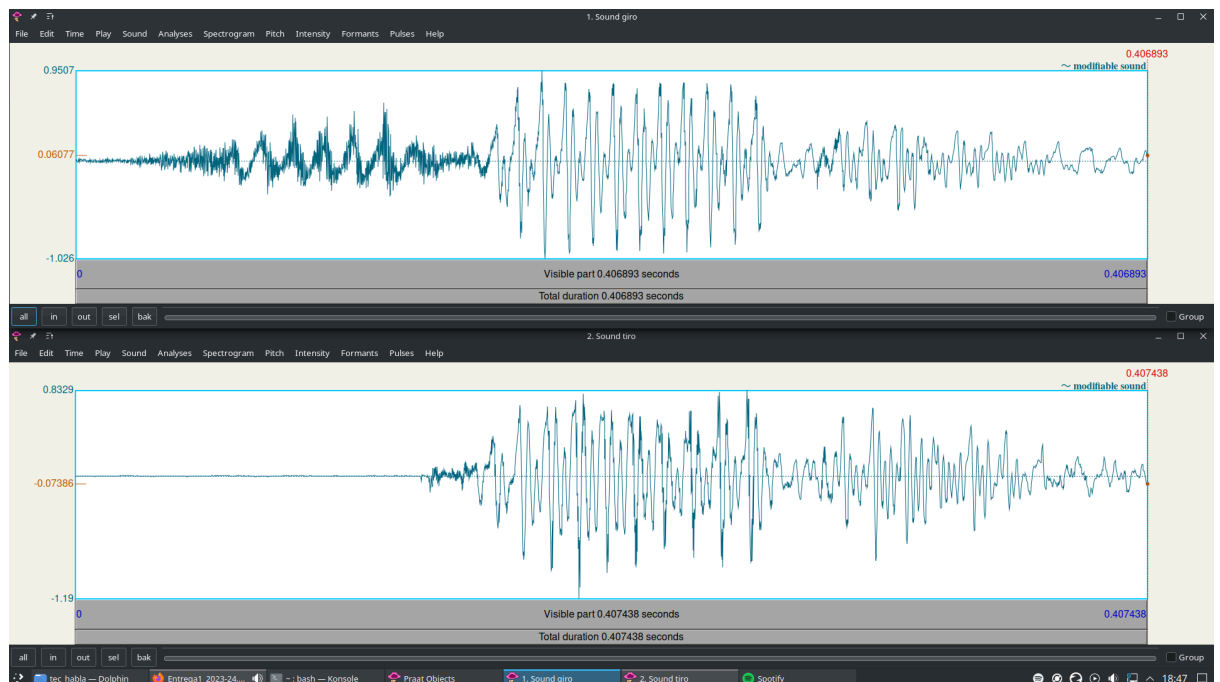 1. Sound giro
File Edit Time Play Sound Analyses Spectrogram Pitch Intensity Formants Pulses Help
0.406893
~ modifiable sound
0.9507
0.06077
-1.026
0 Visible part 0.406893 seconds 0.406893
Total duration 0.406893 seconds
all in out sel bak Group
2. Sound tiro
File Edit Time Play Sound Analyses Spectrogram Pitch Intensity Formants Pulses Help
0.407438
~ modifiable sound
0.8329
-0.07386
-1.19
0 Visible part 0.407438 seconds 0.407438
Total duration 0.407438 seconds
all in out sel bak Group
tec_habla — Dolphin Entrega1_2023-24.... ~ : bash — Konsole Praat Objects 1. Sound giro 2. Sound tiro Spotify 18:47